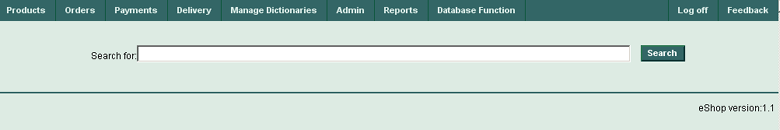 Products Orders Payments Delivery Manage Dictionaries Admin Reports Database Function Log off Feedback
Search for: Search
eShop version:1.1